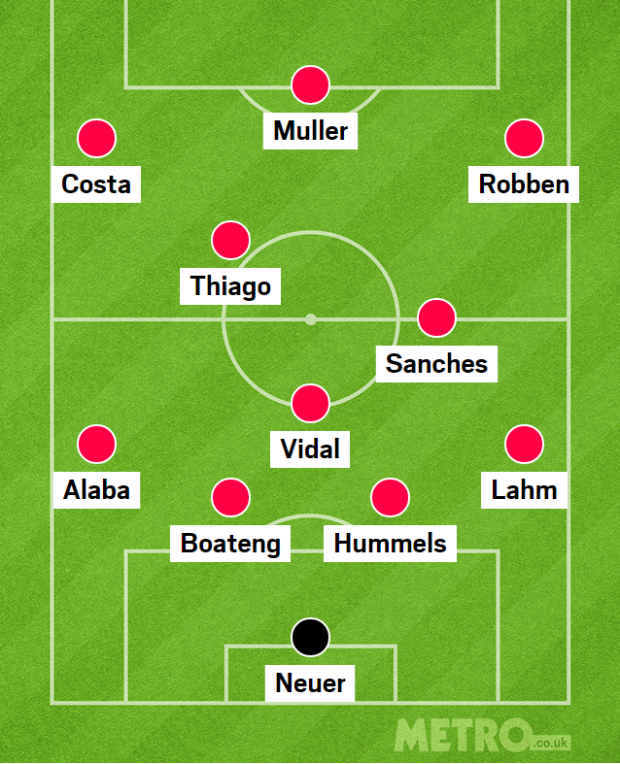 Muller
Costa
Robben
Thiago
Sanches
Vidal
Alaba
Lahm
Boateng
Hummels
Neuer
METRO.co.uk